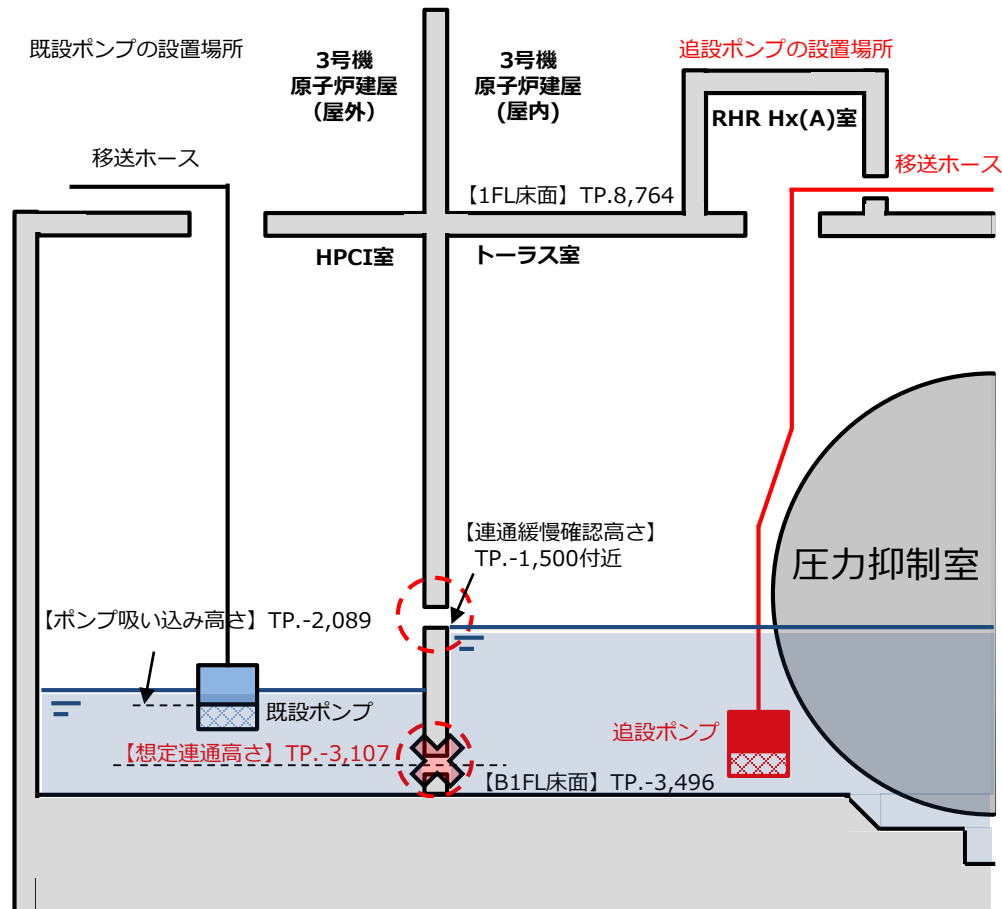 既設ポンプの設置場所
3号機
原子炉建屋
（屋外）
3号機
原子炉建屋
(屋内)
追設ポンプの設置場所
RHR Hx(A)室
移送ホース
移送ホース
【1FL床面】TP.8,764
HPCI室
トーラス室
【連通緩慢確認高さ】
TP.-1,500付近
圧力抑制室
【ポンプ吸い込み高さ】TP.-2,089
既設ポンプ
追設ポンプ
【想定連通高さ】TP.-3,107
【B1FL床面】TP.-3,496